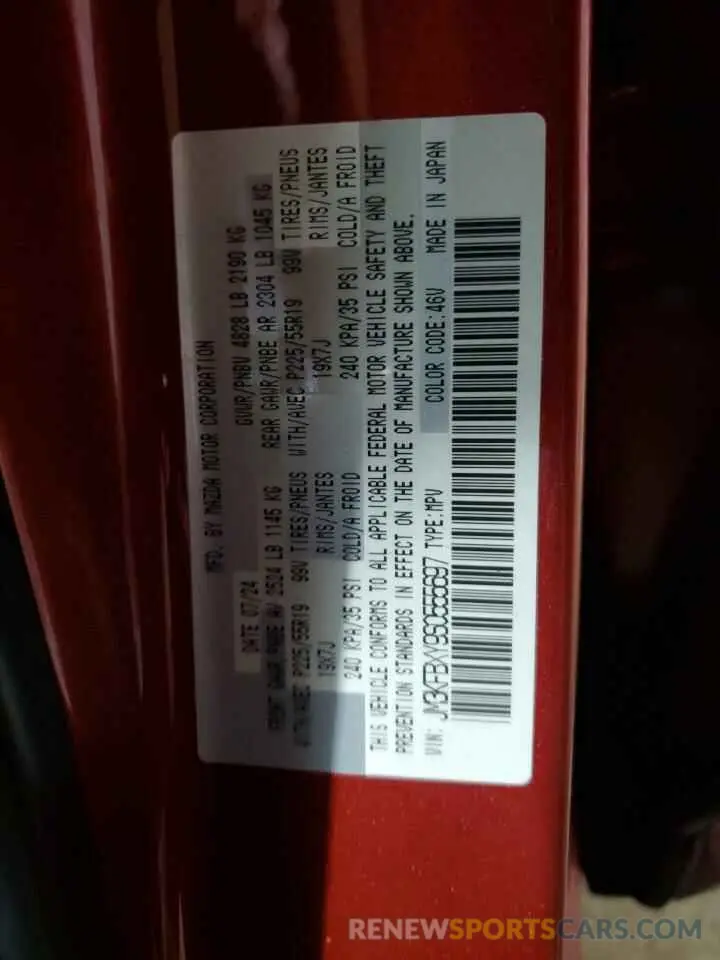 MFD. BY MAZDA MOTOR CORPORATION
DATE 07/24 GVWR/PNBV 4828 LB 2190 KG
FRONT GAWR/PNBE AV 2524 LB 1145 KG REAR GAWR/PNBE AR 2304 LB 1045 KG
WITH/AVEC P225/55R19 99V TIRES/PNEUS WITH/AVEC P225/55R19 99V TIRES/PNEUS
19X7J RIMS/JANTES 19X7J RIMS/JANTES
240 KPA/35 PSI COLD/A FROID 240 KPA/35 PSI COLD/A FROID
THIS VEHICLE CONFORMS TO ALL APPLICABLE FEDERAL MOTOR VEHICLE SAFETY AND THEFT
PREVENTION STANDARDS IN EFFECT ON THE DATE OF MANUFACTURE SHOWN ABOVE.
VIN: JM3KFBXY9S0555697 TYPE:MPV COLOR CODE:46V MADE IN JAPAN
RENEWSPORTSCARS.COM